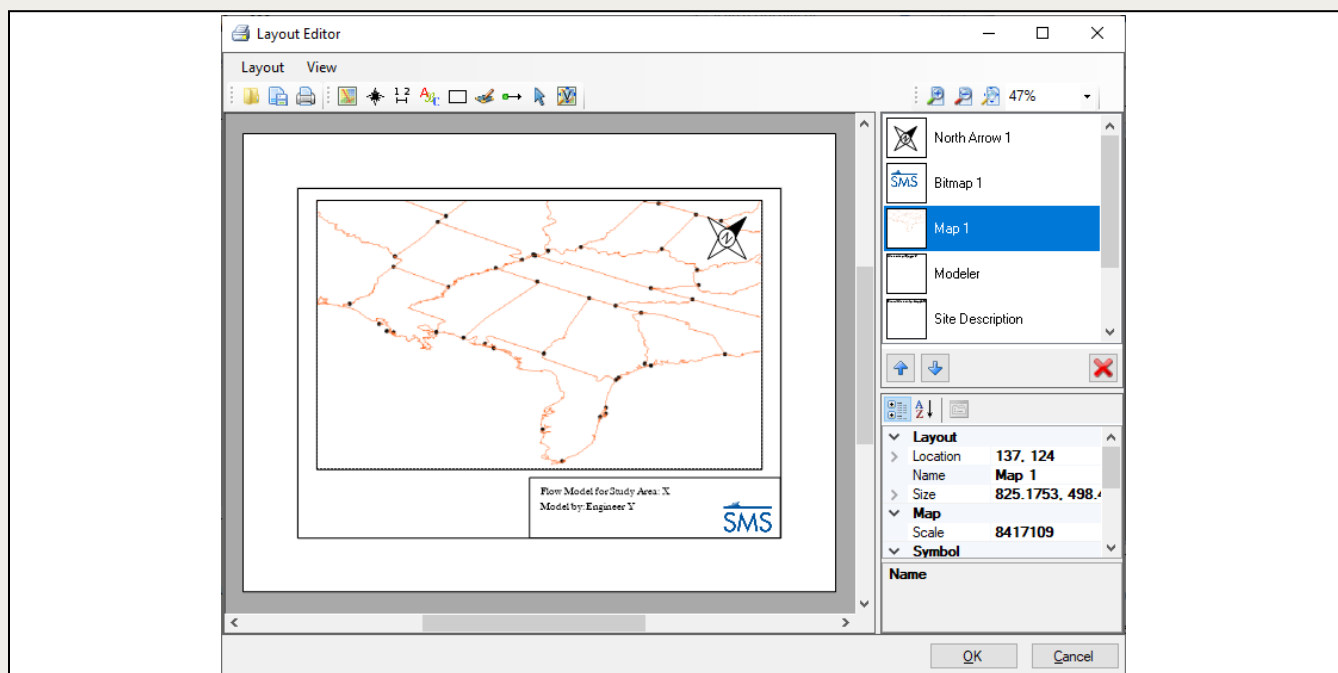 Layout Editor
Layout View
1 2
A B C
47%
North Arrow 1
SMS Bitmap 1
Map 1
Modeler
Site Description
N
Flow Model for Study Area: X
Model by: Engineer Y
SMS
A Z
Layout
Location 137, 124
Name Map 1
Size 825.1753, 498.4
Map
Scale 8417109
Symbol
Name
OK Cancel